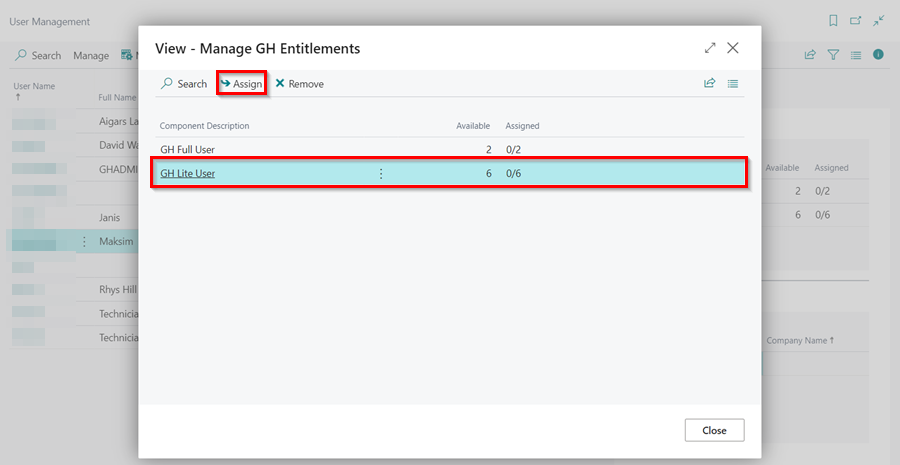 User Management
Search Manage
User Name
↑
Full Name
Aigars La
David Wa
GHADMI
Janis
Maksim
Rhys Hill
Technicia
Technicia
View - Manage GH Entitlements
Search Assign Remove
Component Description Available Assigned
GH Full User 2 0/2
GH Lite User 6 0/6
Close
Available Assigned
2 0/2
6 0/6
Company Name ↑